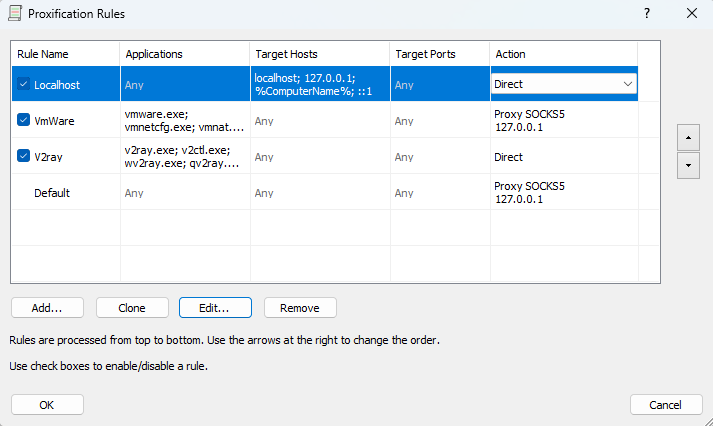 Proxification Rules
?
Rule Name Applications Target Hosts Target Ports Action
Localhost Any localhost; 127.0.0.1; %ComputerName%; ::1 Any Direct
VmWare vmware.exe; vmnetcfg.exe; vmnat.... Any Any Proxy SOCKS5 127.0.0.1
V2ray v2ray.exe; v2ctl.exe; wv2ray.exe; qv2ray.... Any Any Direct
Default Any Any Any Proxy SOCKS5 127.0.0.1
Add... Clone Edit... Remove
Rules are processed from top to bottom. Use the arrows at the right to change the order.
Use check boxes to enable/disable a rule.
OK Cancel